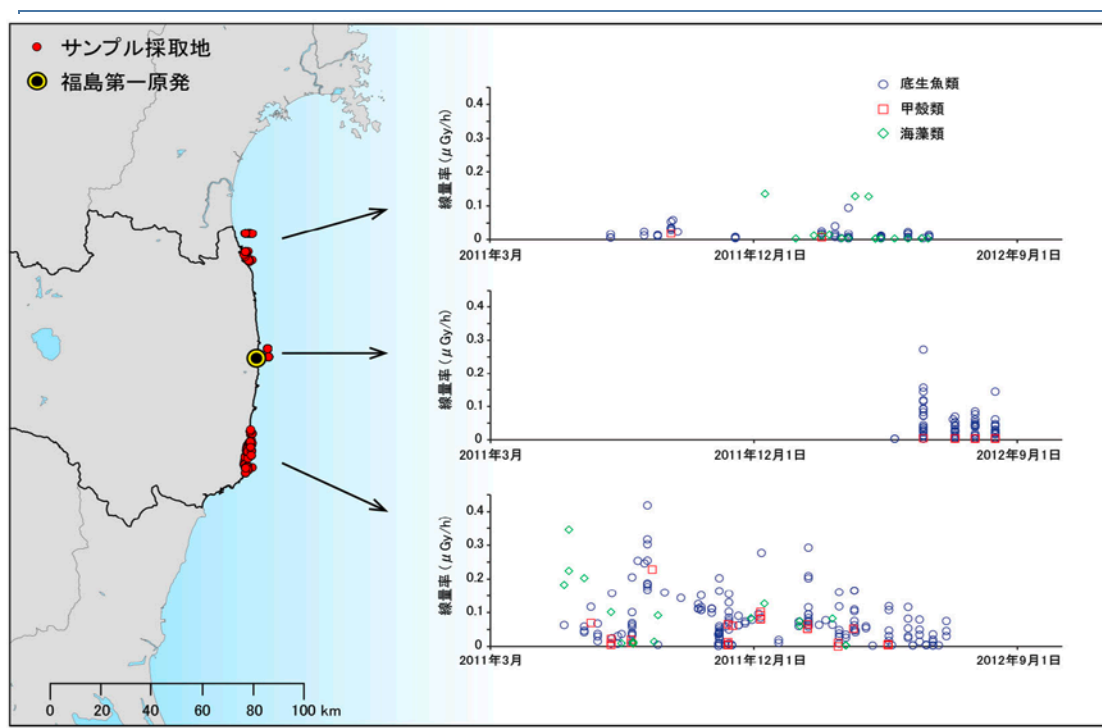 サンプル採取地
福島第一原発
0 20 40 60 80 100 km
底生魚類
甲殻類
海藻類
線量率(μGy/h)
0.4
0.3
0.2
0.1
0
2011年3月 2011年12月1日 2012年9月1日
線量率(μGy/h)
0.4
0.3
0.2
0.1
0
2011年3月 2011年12月1日 2012年9月1日
線量率(μGy/h)
0.4
0.3
0.2
0.1
0
2011年3月 2011年12月1日 2012年9月1日